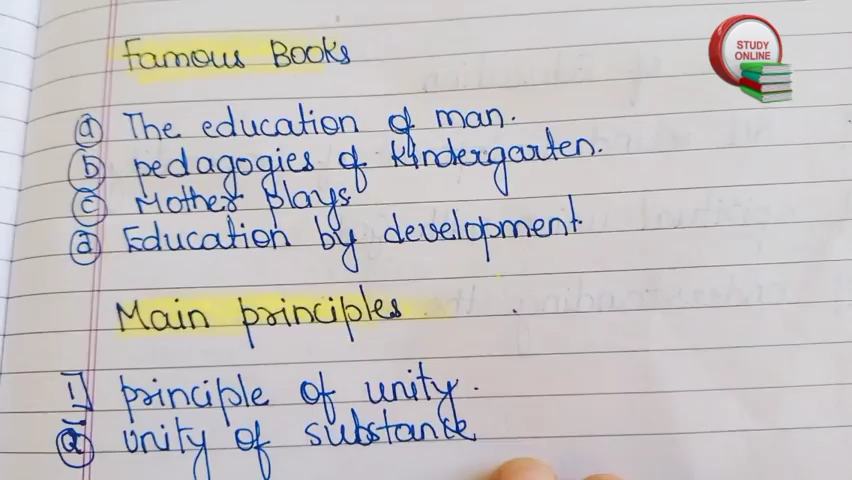 Famous Books
STUDY
ONLINE
ⓐ The education of man.
ⓑ pedagogies of Kindergarten.
ⓒ Mother plays
ⓓ Education by development.
Main principles
1] principle of unity.
ⓐ unity of substance